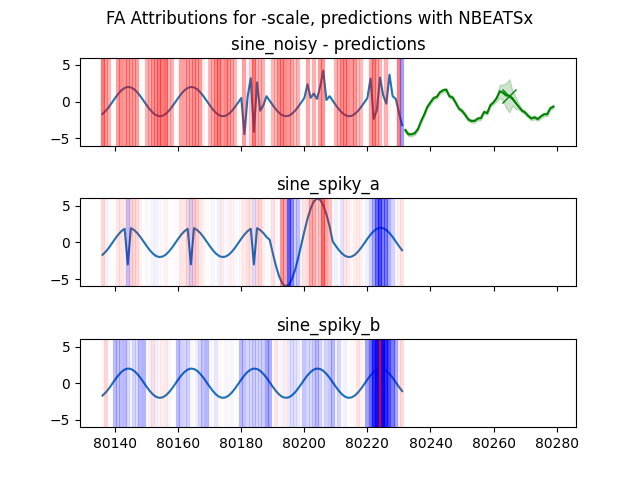 FA Attributions for -scale, predictions with NBEATSx
sine_noisy - predictions
5
0
−5
sine_spiky_a
5
0
−5
sine_spiky_b
5
0
−5
80140 80160 80180 80200 80220 80240 80260 80280